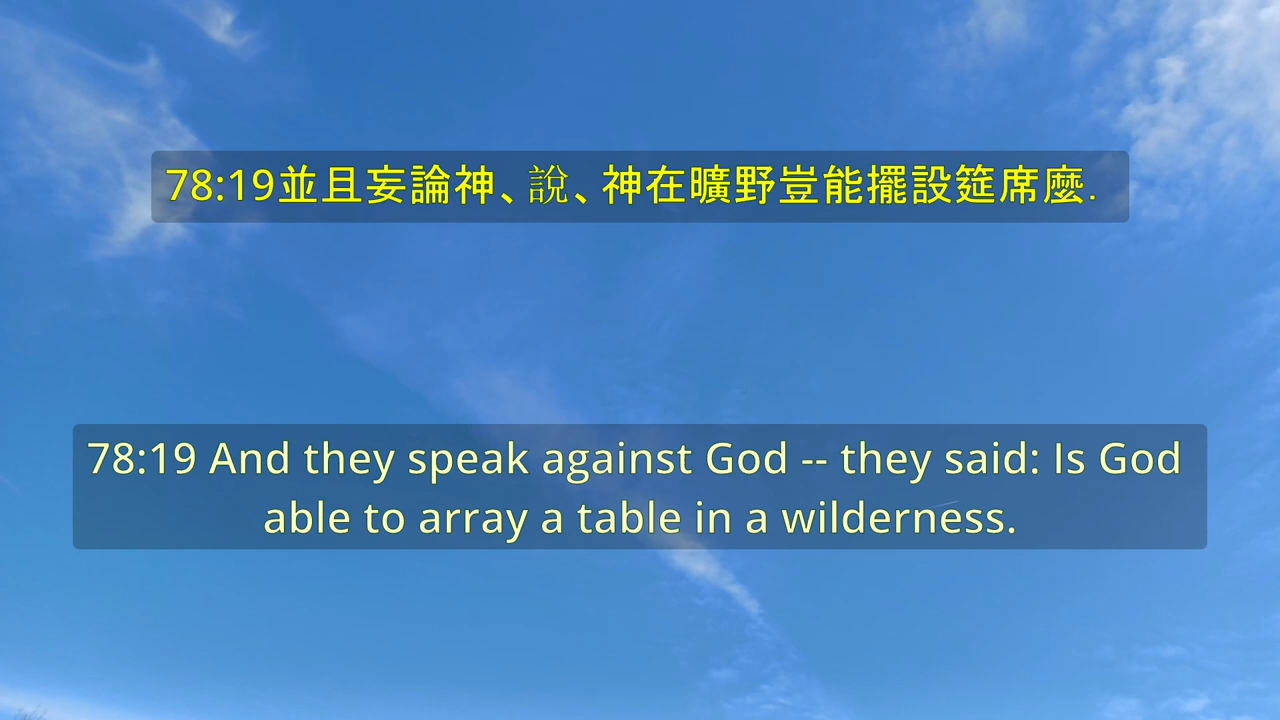 78:19並且妄論神、說、神在曠野豈能擺設筵席麼.
78:19 And they speak against God -- they said: Is God
able to array a table in a wilderness.